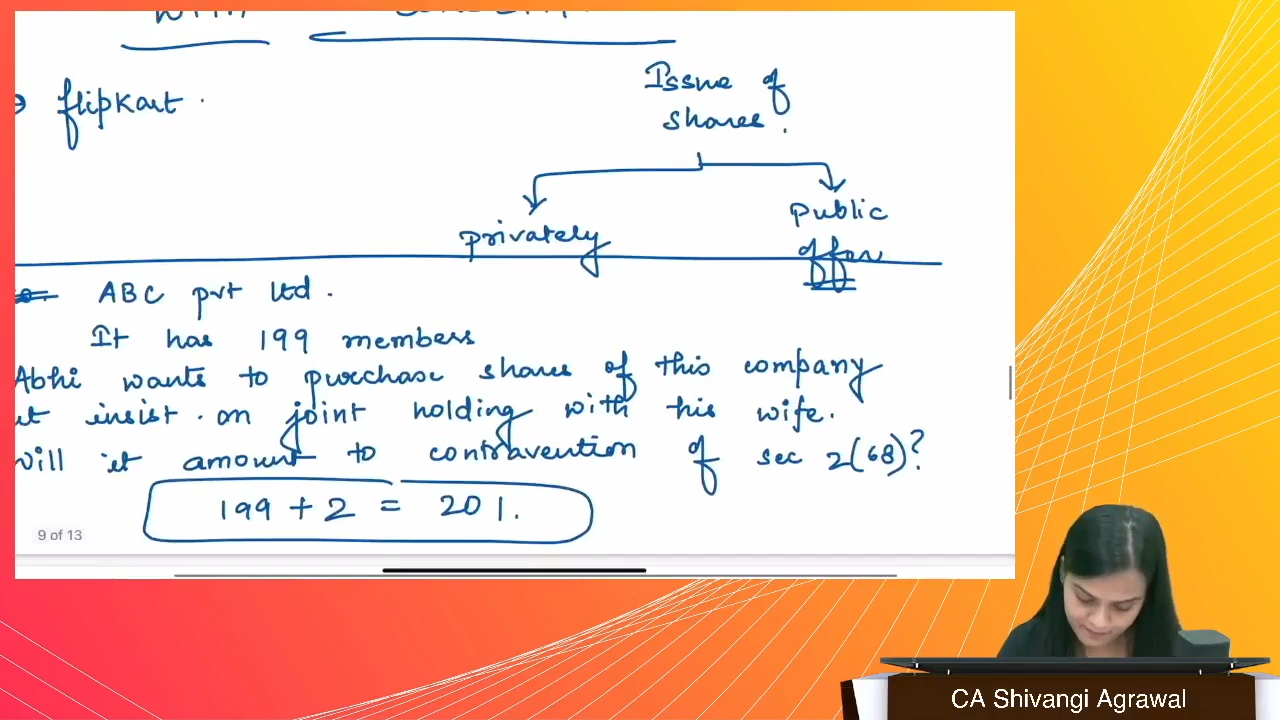 flipkart.
Issue of
shares.
privately
public
offer
ABC pvt ltd.
It has 199 members
Abhi wants to purchase shares of this company
insist on joint holding with his wife.
will it amount to contravention of sec 2(68)?
199 + 2 = 201.
9 of 13
CA Shivangi Agrawal